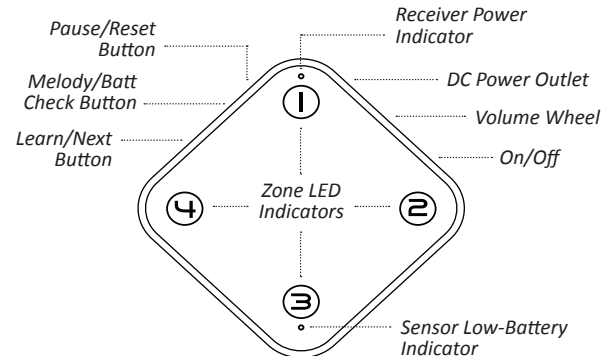 Pause/Reset
Button
Melody/Batt
Check Button
Learn/Next
Button
Receiver Power
Indicator
DC Power Outlet
Volume Wheel
On/Off
1
4
Zone LED
Indicators
2
3
Sensor Low-Battery
Indicator